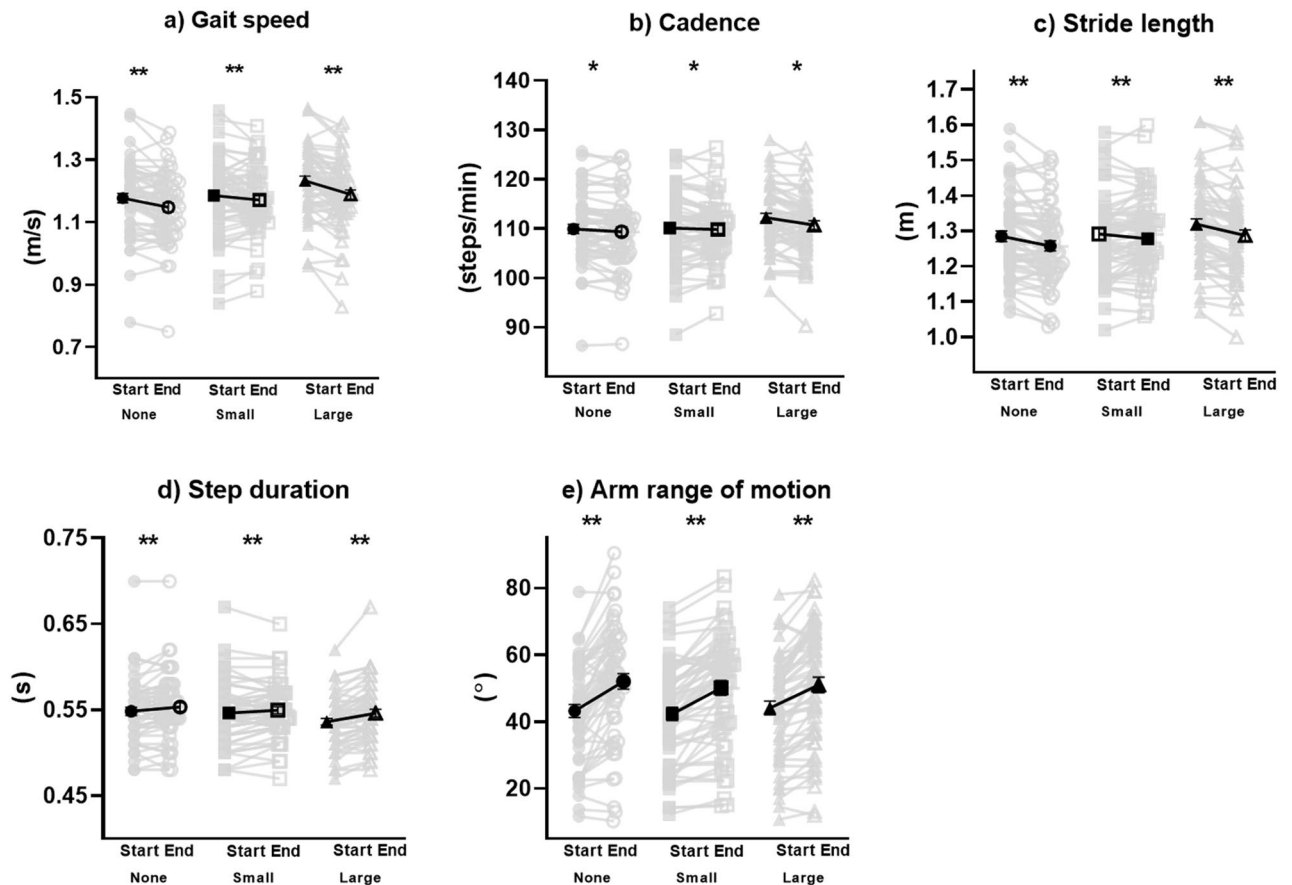 a) Gait speed
** ** **
1.5
1.3
1.1
0.9
0.7
(m/s)
Start End Start End Start End
None Small Large
b) Cadence
* * *
140
130
120
110
100
90
(steps/min)
Start End Start End Start End
None Small Large
c) Stride length
** ** **
1.7
1.6
1.5
1.4
1.3
1.2
1.1
1.0
(m)
Start End Start End Start End
None Small Large
d) Step duration
** ** **
0.75
0.65
0.55
0.45
(s)
Start End Start End Start End
None Small Large
e) Arm range of motion
** ** **
80
60
40
20
(°)
Start End Start End Start End
None Small Large